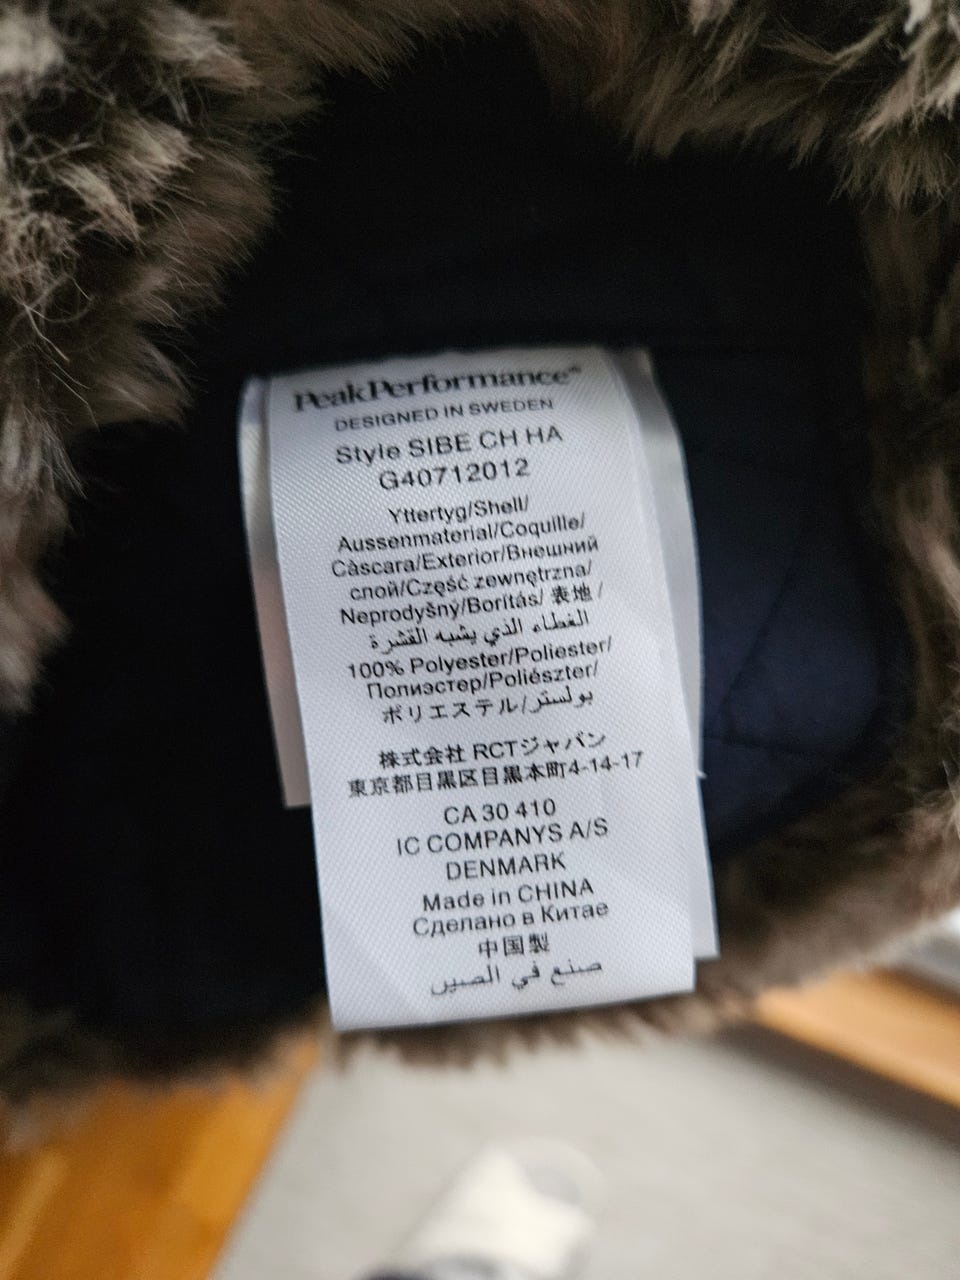 PeakPerformance®
DESIGNED IN SWEDEN
Style SIBE CH HA
G40712012
Yttertyg/Shell/
Aussenmaterial/Coquille/
Càscara/Exterior/Внешний
слой/Część zewnętrzna/
Neprodyšný/Borítás/ 表地 /
الغطاء الذي يشبه القشرة
100% Polyester/Poliester/
Полиэстер/Poliészter/
ポリエステル/بولستر
株式会社 RCTジャパン
東京都目黒区目黒本町4-14-17
CA 30 410
IC COMPANYS A/S
DENMARK
Made in CHINA
Сделано в Китае
中国製
صنع في الصين